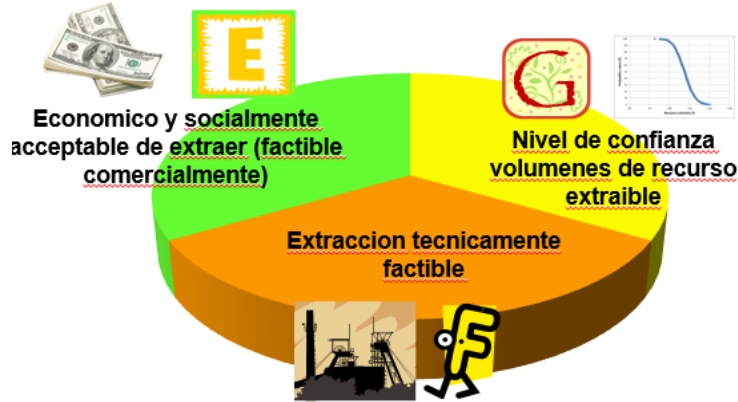 E
Economico y socialmente
acceptable de extraer (factible
comercialmente)
G
Nivel de confianza
volumenes de recurso
extraible
Extraccion tecnicamente
factible
F